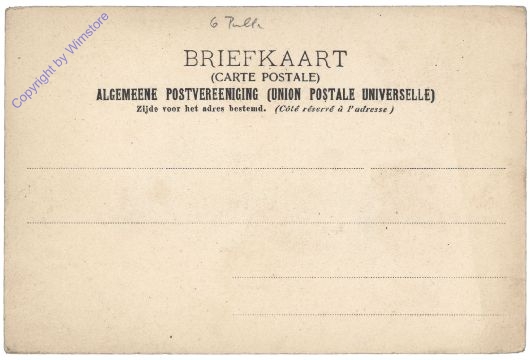 6
BRIEFKAART
(CARTE POSTALE)
ALGEMEENE POSTVEREENIGING (UNION POSTALE UNIVERSELLE)
Zijde voor het adres bestemd. (Côté réservé à l'adresse)
Copyright by Wimstore